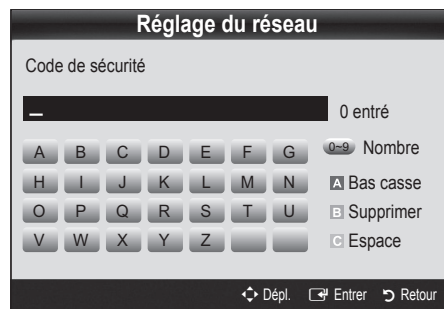 Réglage du réseau
Code de sécurité
_ 0 entré
A B C D E F G 0~9 Nombre
H I J K L M N A Bas casse
O P Q R S T U B Supprimer
V W X Y Z C Espace
Dépl. Entrer Retour